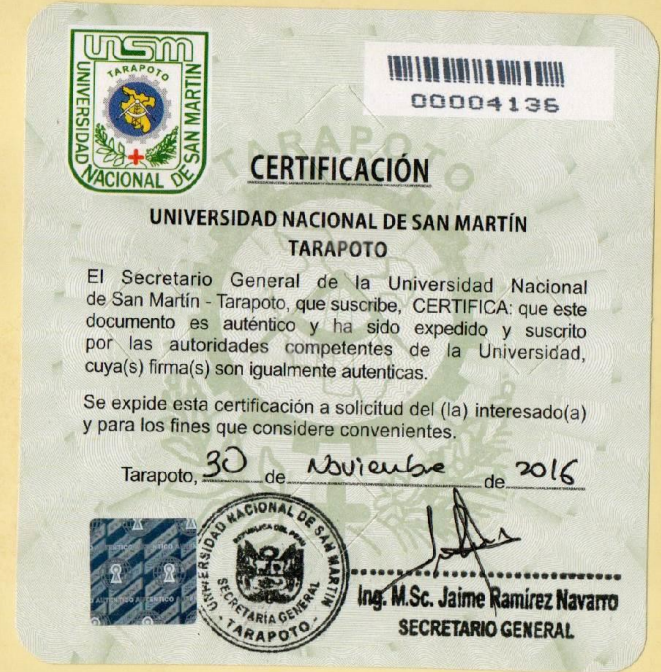 unsm
TARAPOTO
UNIVERSIDAD NACIONAL DE SAN MARTÍN
00004136
TARAPOTO
CERTIFICACIÓN
UNIVERSIDAD NACIONAL DE SAN MARTÍN
TARAPOTO
El Secretario General de la Universidad Nacional
de San Martín - Tarapoto, que suscribe, CERTIFICA: que este
documento es auténtico y ha sido expedido y suscrito
por las autoridades competentes de la Universidad,
cuya(s) firma(s) son igualmente autenticas.
Se expide esta certificación a solicitud del (la) interesado(a)
y para los fines que considere convenientes.
Tarapoto, 30 de Noviembre de 2016
UNIVERSIDAD NACIONAL DE SAN MARTIN
REPUBLICA DEL PERU
SECRETARIA GENERAL
- TARAPOTO -
AUTENTICO AUTENTICO
Ing. M.Sc. Jaime Ramírez Navarro
SECRETARIO GENERAL